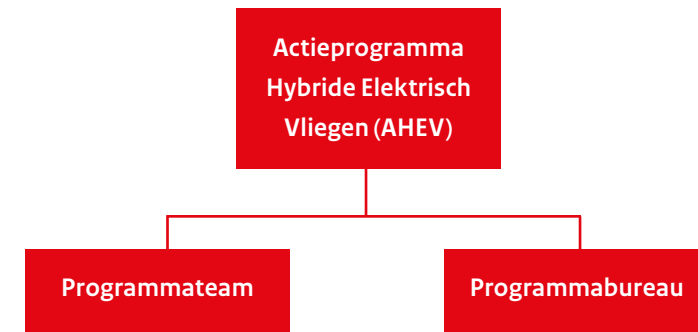 Actieprogramma
Hybride Elektrisch
Vliegen (AHEV)
Programmateam
Programmabureau